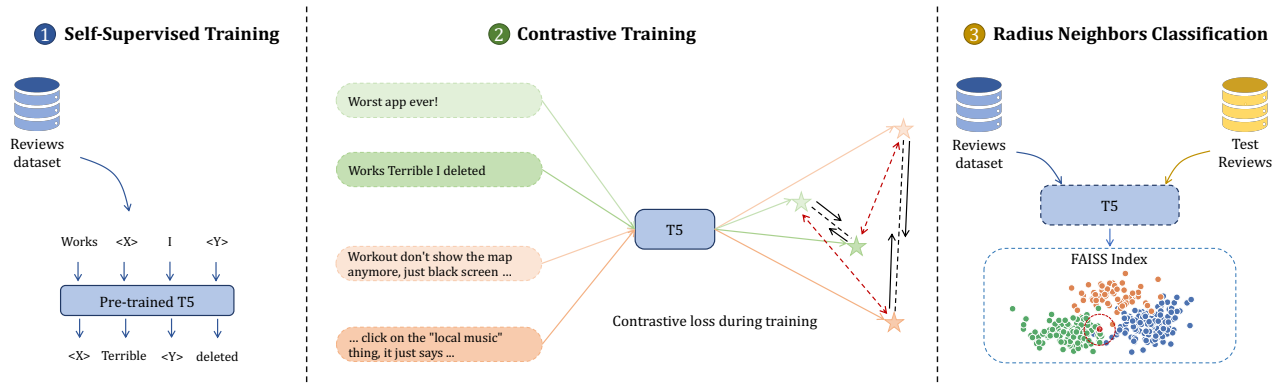 1 Self-Supervised Training
Reviews
dataset
Works <X> I <Y>
Pre-trained T5
<X> Terrible <Y> deleted
2 Contrastive Training
Worst app ever!
Works Terrible I deleted
Workout don't show the map
anymore, just black screen ...
... click on the "local music"
thing, it just says ...
T5
Contrastive loss during training
3 Radius Neighbors Classification
Reviews
dataset
Test
Reviews
T5
FAISS Index